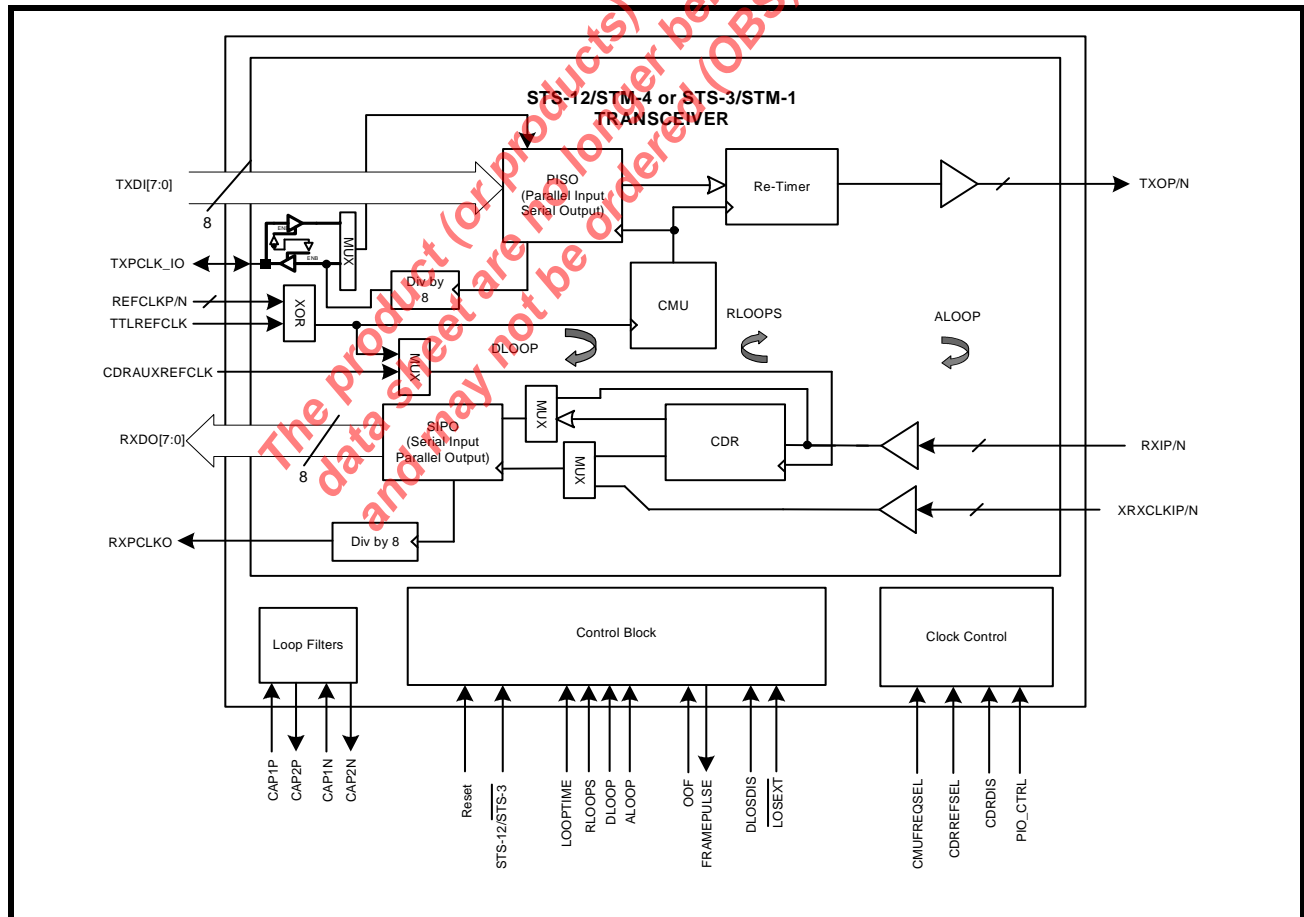 STS-12/STM-4 or STS-3/STM-1
TRANSCEIVER
TXDI[7:0]
8
PISO
(Parallel Input
Serial Output)
Re-Timer
TXOP/N
ENB
ENB
MUX
TXPCLK_IO
Div by
8
CMU
REFCLKP/N
TTLREFCLK
XOR
DLOOP
RLOOPS
ALOOP
CDRAUXREFCLK
MUX
RXDO[7:0]
8
SIPO
(Serial Input
Parallel Output)
MUX
MUX
CDR
RXIP/N
XRXCLKIP/N
RXPCLKO
Div by 8
Loop Filters
Control Block
Clock Control
CAP1P
CAP2P
CAP1N
CAP2N
Reset
STS-12/STS-3
LOOPTIME
RLOOPS
DLOOP
ALOOP
OOF
FRAMEPULSE
DLOSDIS
LOSEXT
CMUFREQSEL
CDRREFSEL
CDRDIS
PIO_CTRL
The product (or products)
data sheet are no longer
and may not be ordered (OBS